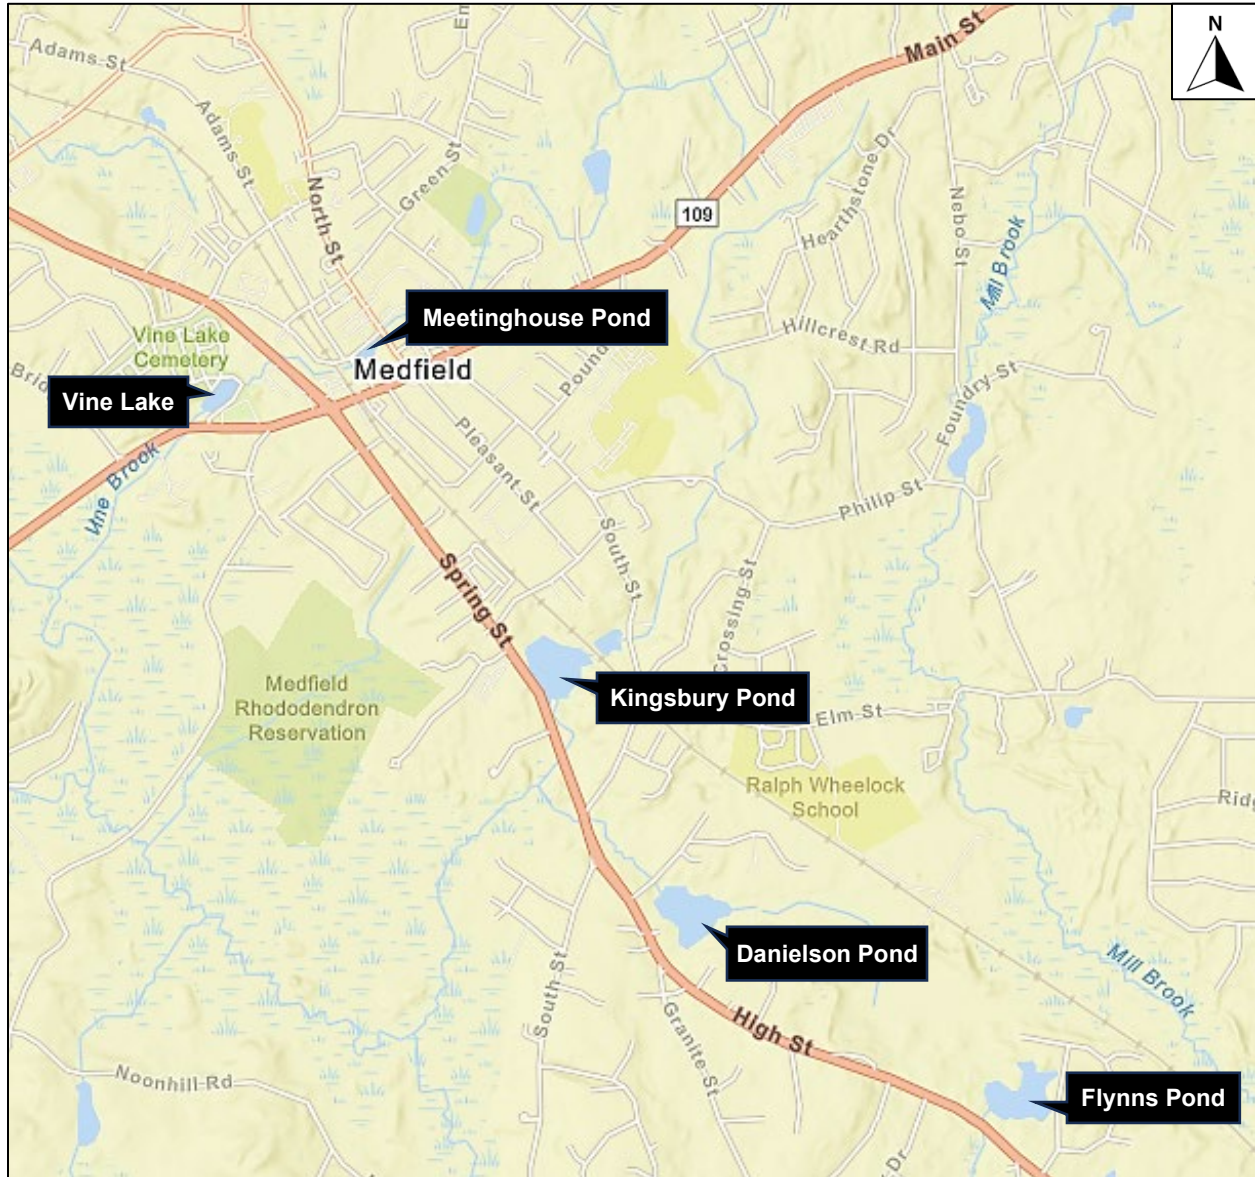 N
Main St
Adams St
Adams St
North St
Green St
109
Hearthstone Dr
Nebo St
Mill Brook
Meetinghouse Pond
Vine Lake
Cemetery
Hillcrest Rd
Medfield
Vine Lake
Foundry St
Pleasant St
Vine Brook
Philip St
South St
Spring St
Crossing St
Medfield
Rhododendron
Reservation
Kingsbury Pond
Elm St
Ralph Wheelock
School
Danielson Pond
Mill Brook
South St
Granite St
High St
Noonhill Rd
Flynns Pond
Dr